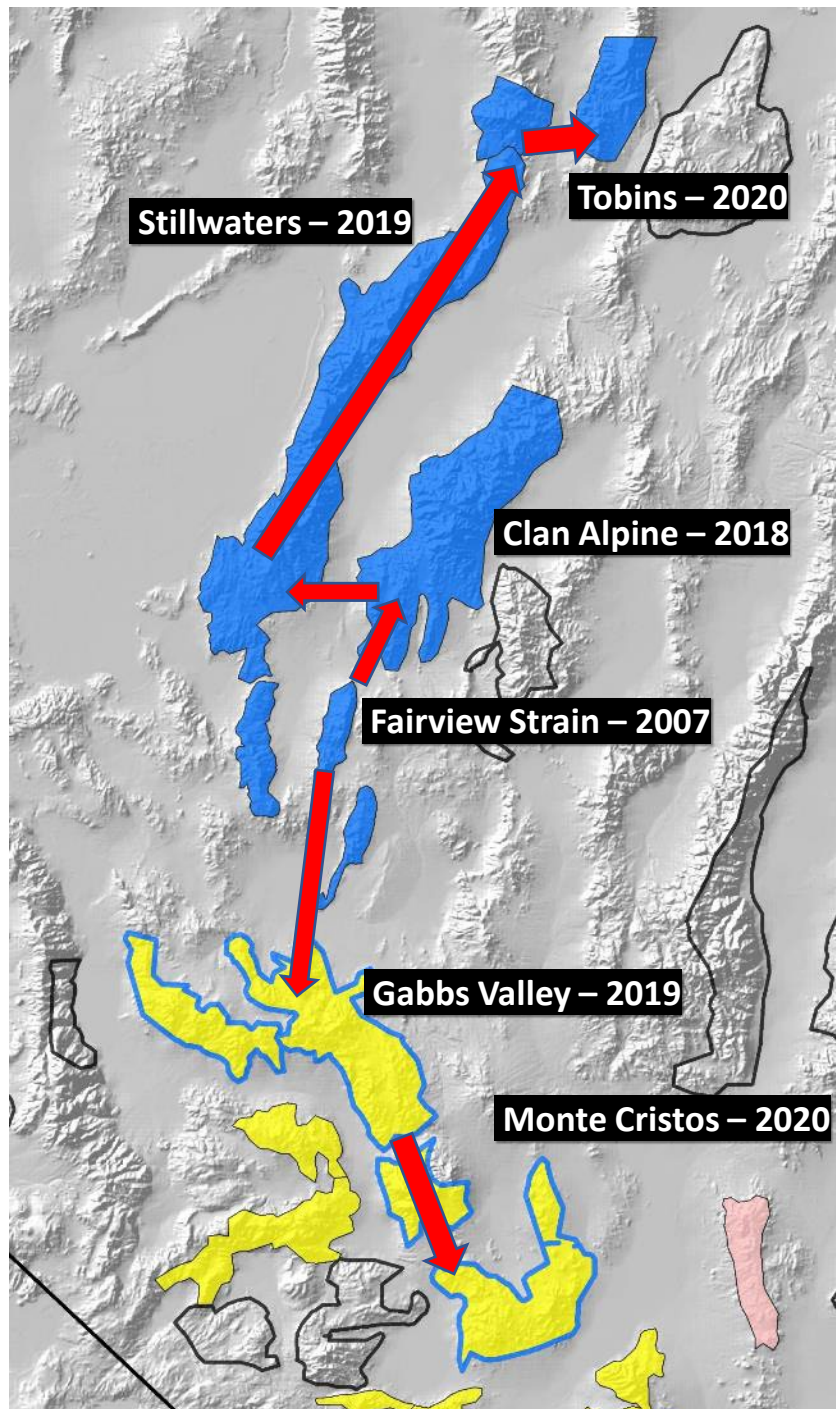 Tobins – 2020
Stillwaters – 2019
Clan Alpine – 2018
Fairview Strain – 2007
Gabbs Valley – 2019
Monte Cristos – 2020